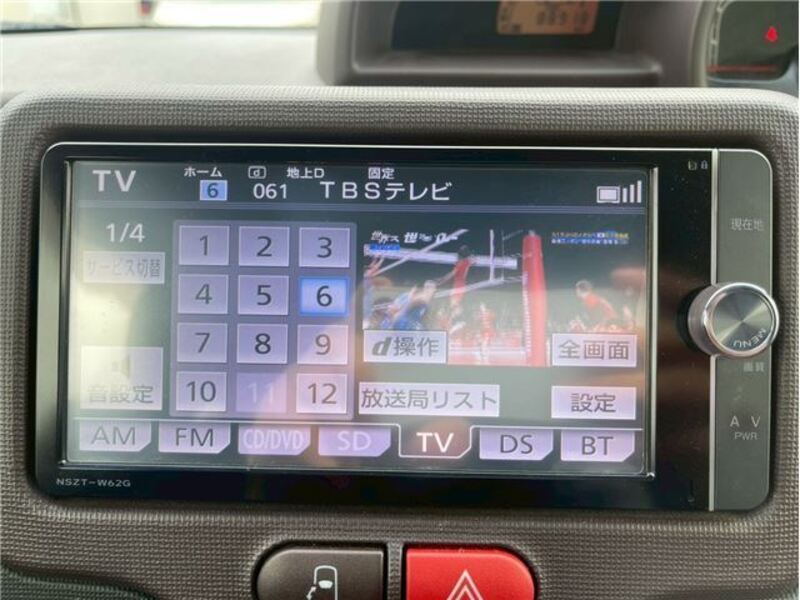 TV ホーム 6 d 061 地上D 固定 TBSテレビ
1/4
サービス切替
1 2 3
4 5 6
7 8 9
10 11 12
音設定
d操作
全画面
放送局リスト
設定
AM FM CD/DVD SD TV DS BT
NSZT-W62G
現在地
MENU
画質
AV
PWR